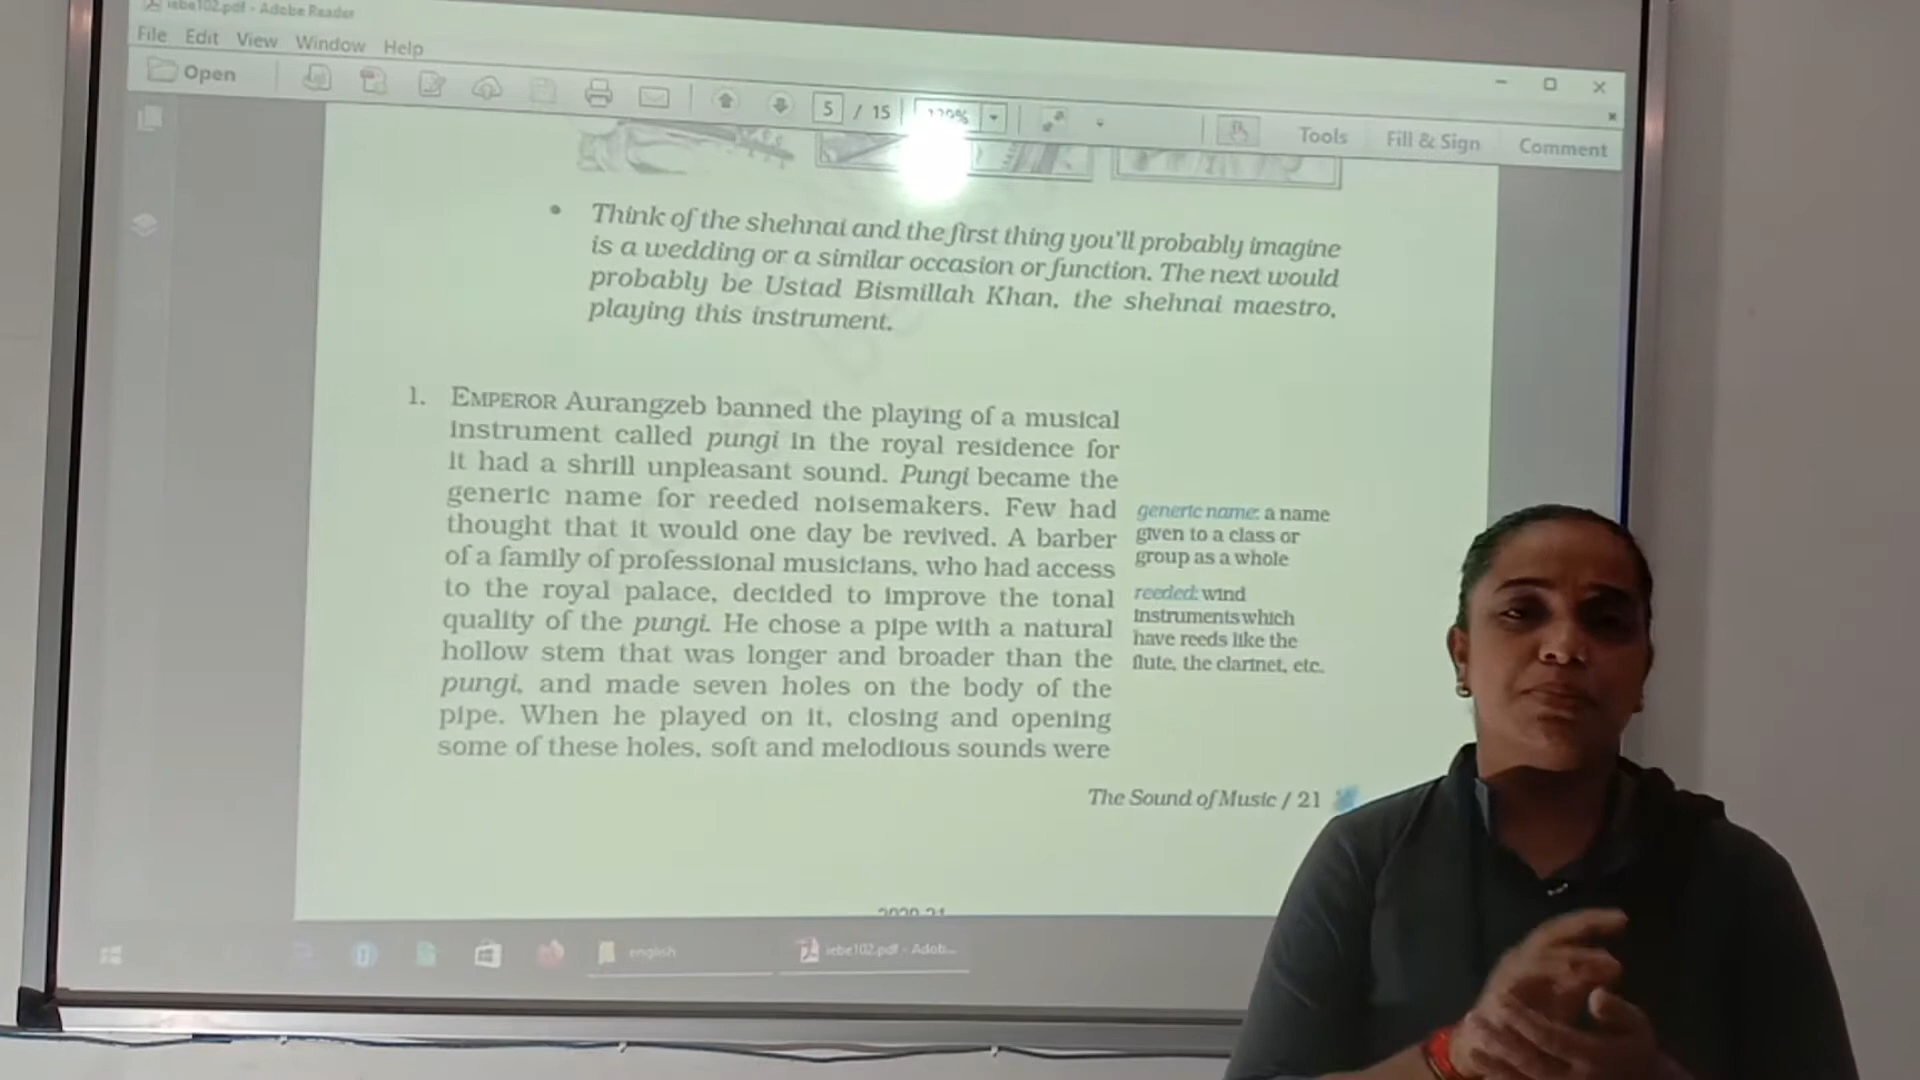 iebe102.pdf - Adobe Reader
File Edit View Window Help
Open
5 / 15
Tools Fill & Sign Comment
• Think of the shehnai and the first thing you'll probably imagine
is a wedding or a similar occasion or function. The next would
probably be Ustad Bismillah Khan, the shehnai maestro,
playing this instrument.
1. EMPEROR Aurangzeb banned the playing of a musical
instrument called pungi in the royal residence for
it had a shrill unpleasant sound. Pungi became the
generic name for reeded noisemakers. Few had
thought that it would one day be revived. A barber
of a family of professional musicians, who had access
to the royal palace, decided to improve the tonal
quality of the pungi. He chose a pipe with a natural
hollow stem that was longer and broader than the
pungi, and made seven holes on the body of the
pipe. When he played on it, closing and opening
some of these holes, soft and melodious sounds were
generic name: a name
given to a class or
group as a whole
reeded: wind
instruments which
have reeds like the
flute, the clarinet, etc.
The Sound of Music / 21
2020-21
english
iebe102.pdf - Adob...